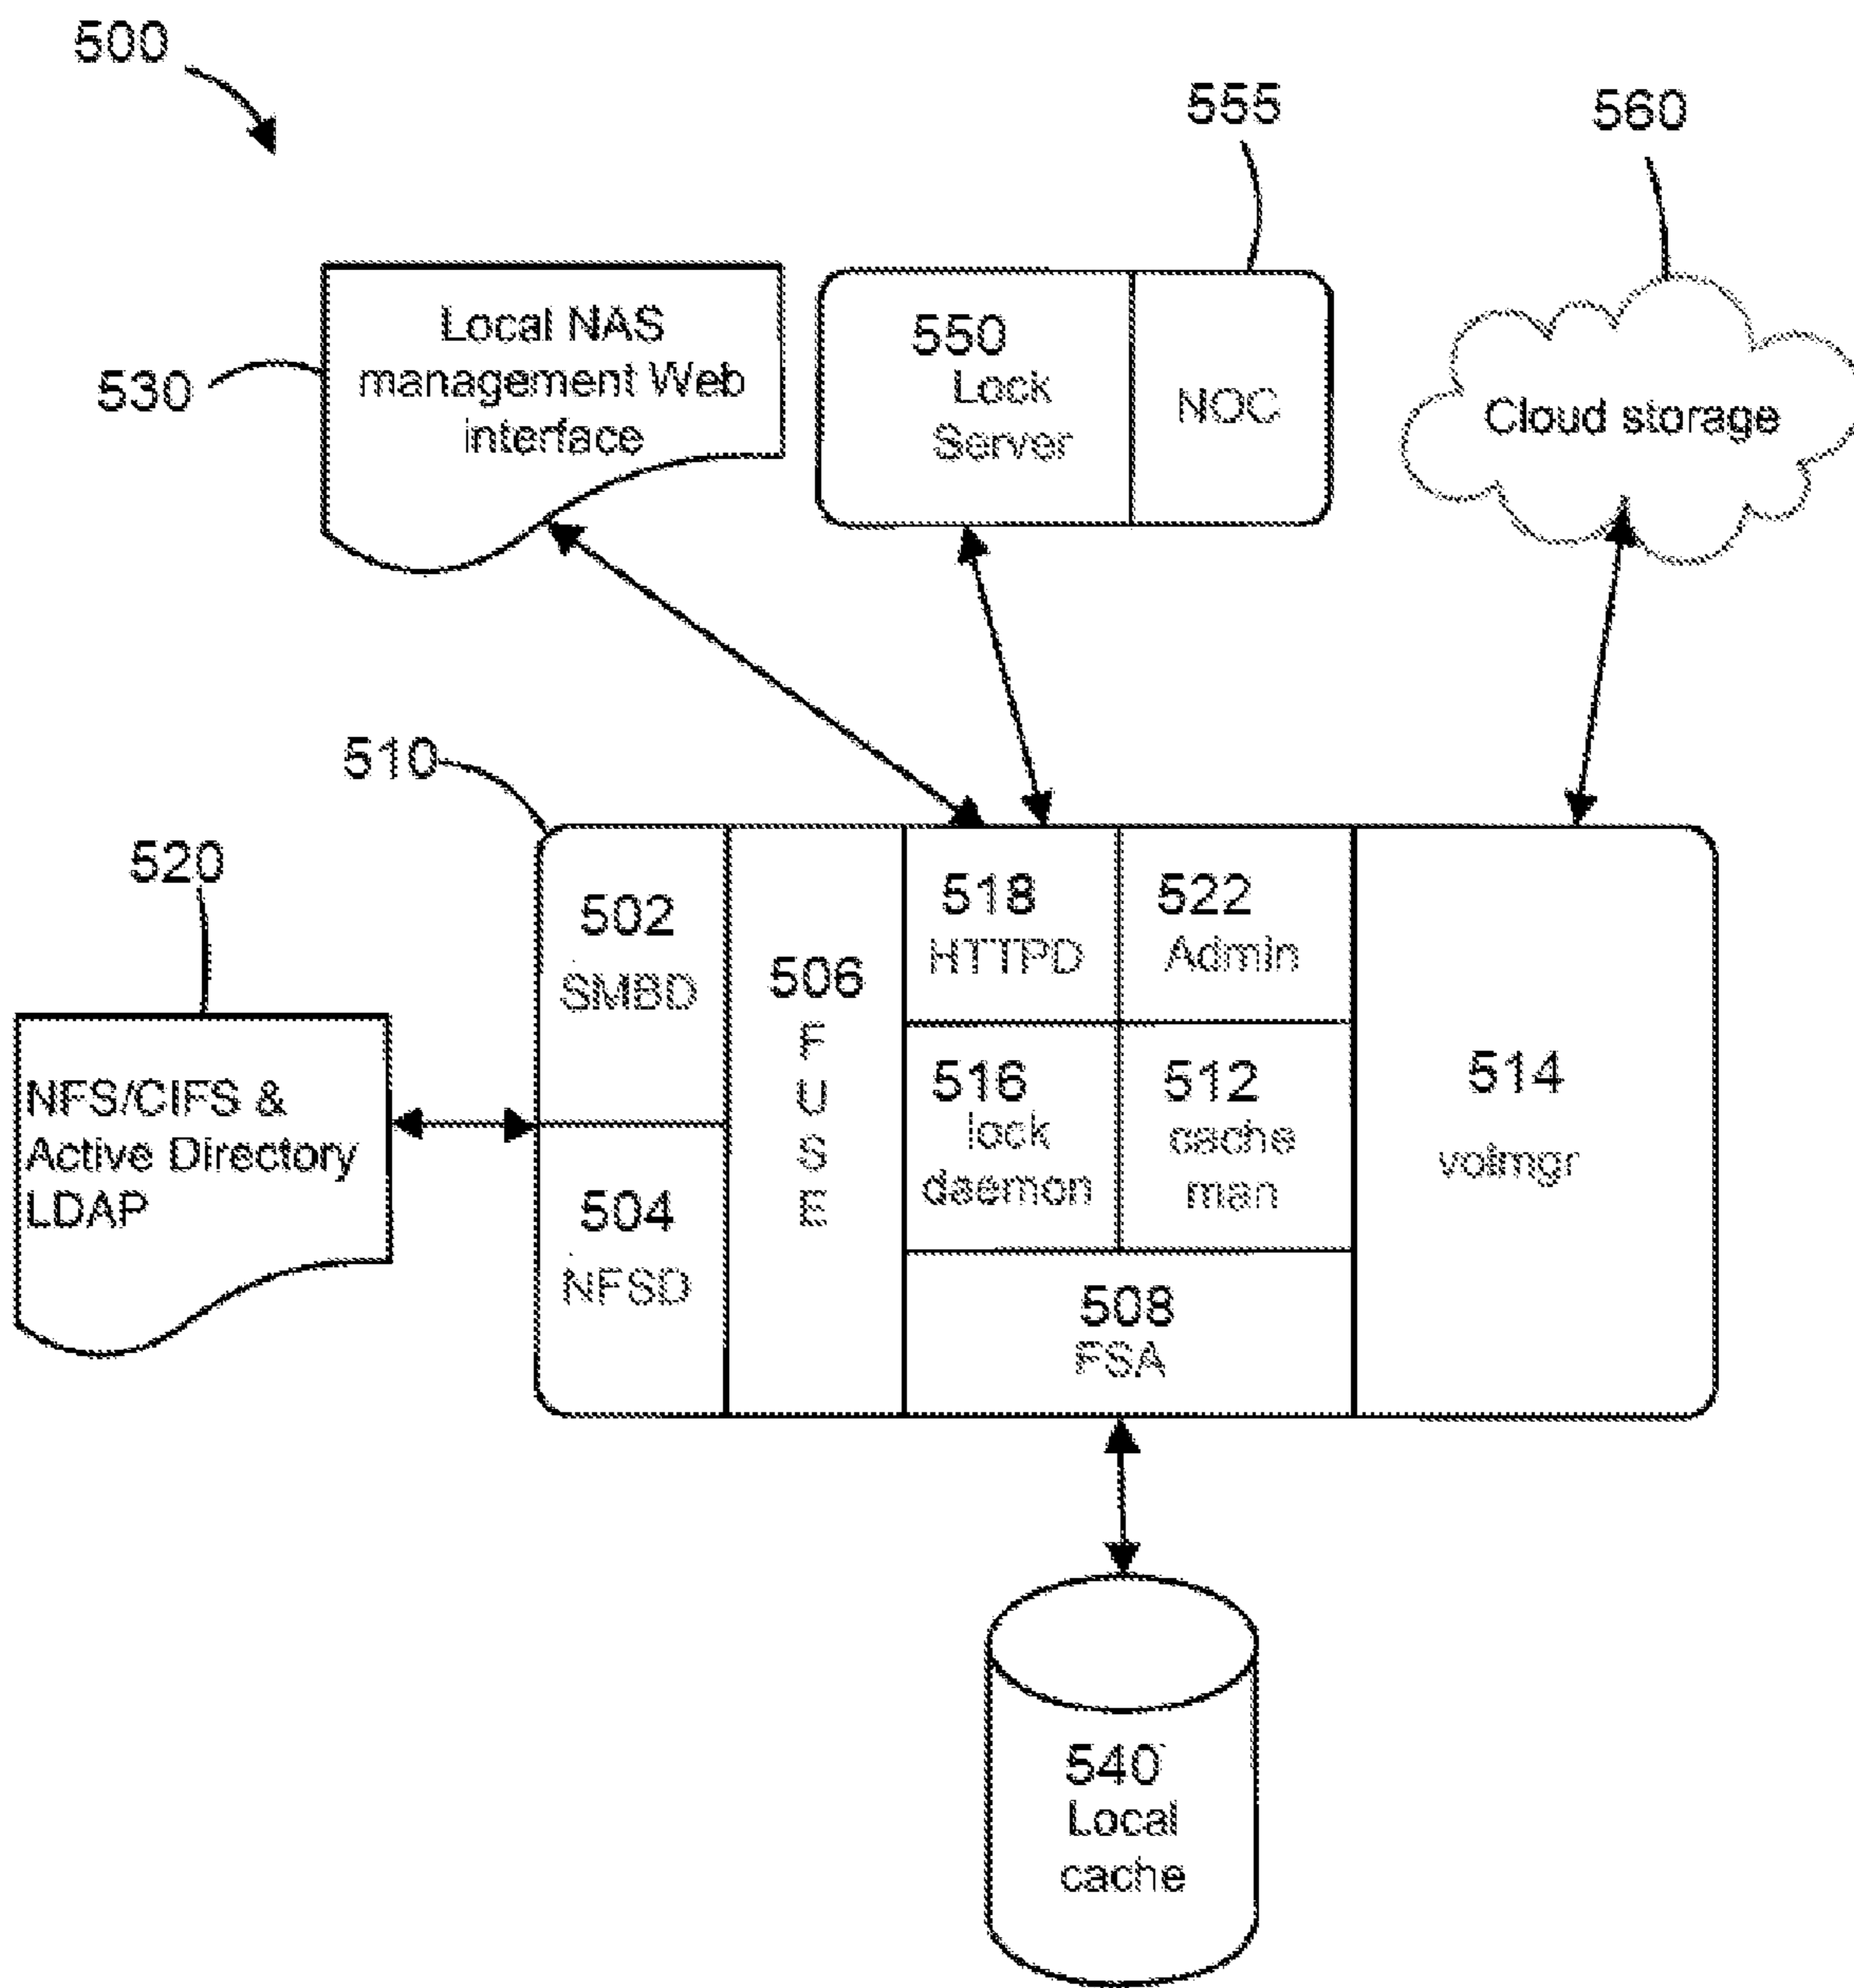 500
555
560
530
Local NAS
management Web
interface
550
Lock
Server
NOC
Cloud storage
510
520
NFS/CIFS &
Active Directory
LDAP
502
SMBD
504
NFSD
506
F
U
S
E
518
HTTPD
522
Admin
516
lock
daemon
512
cache
man
508
FSA
514
volmgr
540
Local
cache